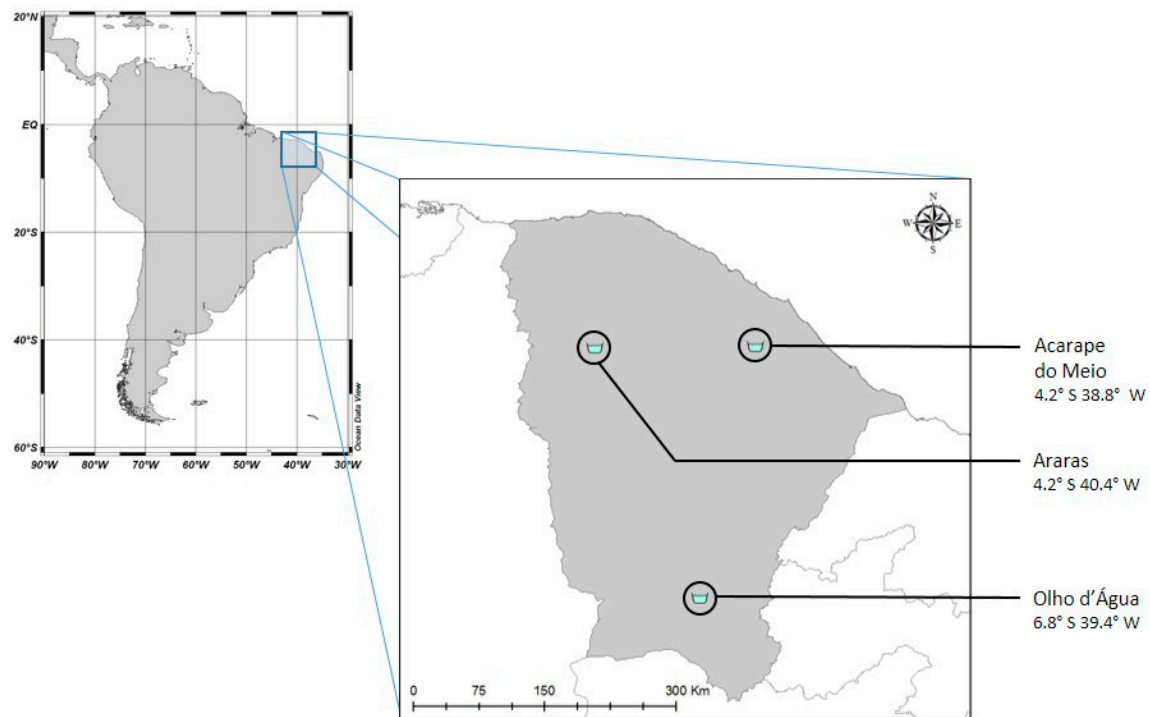 20°N
EQ
20°S
40°S
60°S
90°W 80°W 70°W 60°W 50°W 40°W 30°W
Ocean Data View
N
W E
S
Acarape
do Meio
4.2° S 38.8° W
Araras
4.2° S 40.4° W
Olho d'Água
6.8° S 39.4° W
0 75 150 300 Km